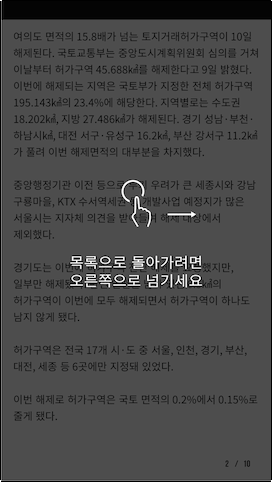 여의도 면적의 15.8배가 넘는 토지거래허가구역이 10일
해제된다. 국토교통부는 중앙도시계획위원회 심의를 거쳐
이날부터 허가구역 45.688㎢를 해제한다고 9일 밝혔다.
이번에 해제되는 지역은 국토부가 지정한 전체 허가구역
195.143㎢의 23.4%에 해당한다. 지역별로는 수도권
18.202㎢, 지방 27.486㎢가 해제된다. 경기 성남·부천·
하남시㎢, 대전 서구·유성구 16.2㎢, 부산 강서구 11.2㎢
가 풀려 이번 해제면적의 대부분을 차지했다.
중앙행정기관 이전 등으로 우려가 큰 세종시와 강남
구룡마을, KTX 수서역세권 개발사업 예정지가 많은
서울시는 지자체 의견을 받아들여 해제 대상에서
제외했다.
목록으로 돌아가려면
오른쪽으로 넘기세요
경기도는 이번 했지만,
일부만 해제 ㎢의
허가구역이 이번에 모두 해제되면서 허가구역이 하나도
남지 않게 됐다.
허가구역은 전국 17개 시·도 중 서울, 인천, 경기, 부산,
대전, 세종 등 6곳에만 지정돼 있었다.
이번 해제로 허가구역은 국토 면적의 0.2%에서 0.15%로
줄게 됐다.
2 / 10